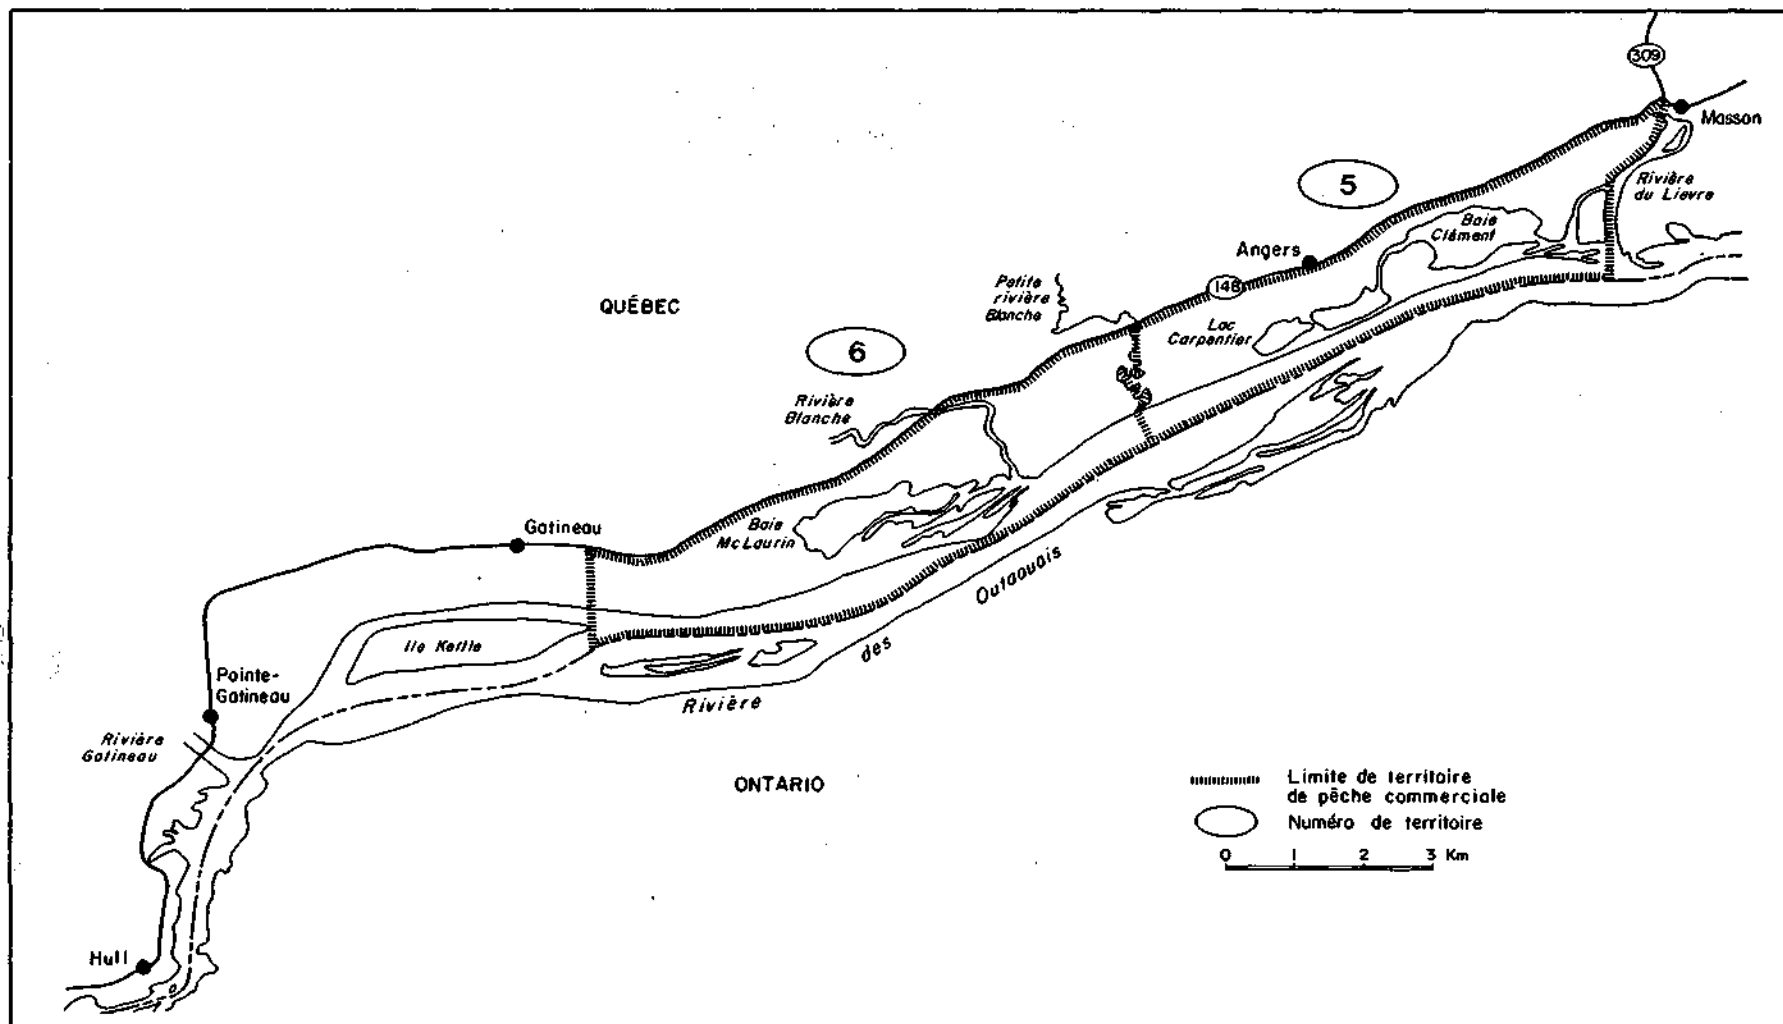 309
Masson
5
Rivière
du Lievre
Baie
Clément
Angers
148
Petite
rivière
Blanche
QUÉBEC
Lac
Carpentier
6
Rivière
Blanche
Baie
McLaurin
Gatineau
Rivière des Outaouais
Ile Kettle
Pointe-
Gatineau
Rivière
Gatineau
ONTARIO
Limite de territoire
de pêche commerciale
Numéro de territoire
0 1 2 3 Km
Hull